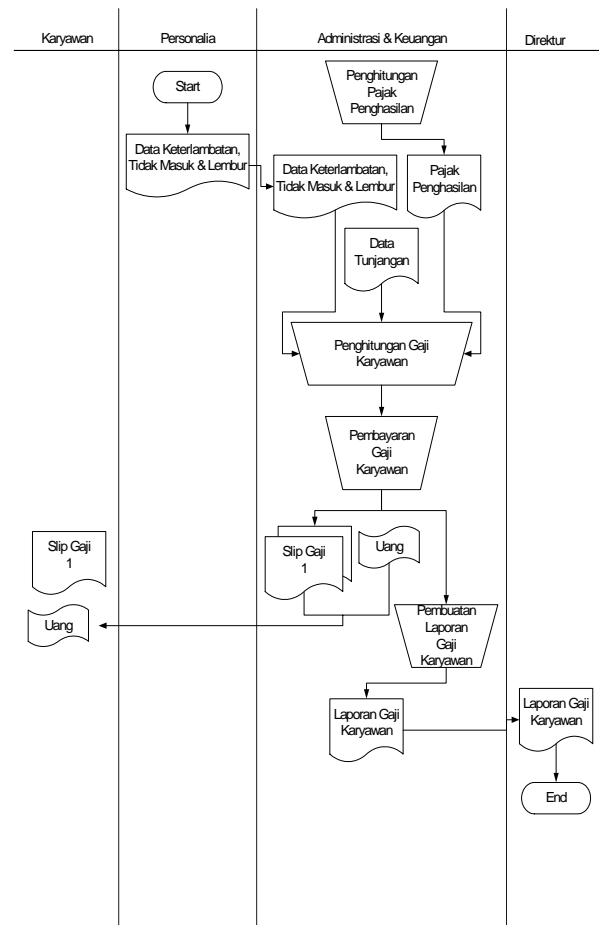 Karyawan
Personalia
Administrasi & Keuangan
Direktur
Start
Penghitungan
Pajak
Penghasilan
Data Keterlambatan,
Tidak Masuk & Lembur
Data Keterlambatan,
Tidak Masuk & Lembur
Pajak
Penghasilan
Data
Tunjangan
Penghitungan Gaji
Karyawan
Pembayaran
Gaji
Karyawan
Slip Gaji
1
Slip Gaji
1
Uang
Uang
Pembuatan
Laporan
Gaji
Karyawan
Laporan Gaji
Karyawan
Laporan Gaji
Karyawan
End